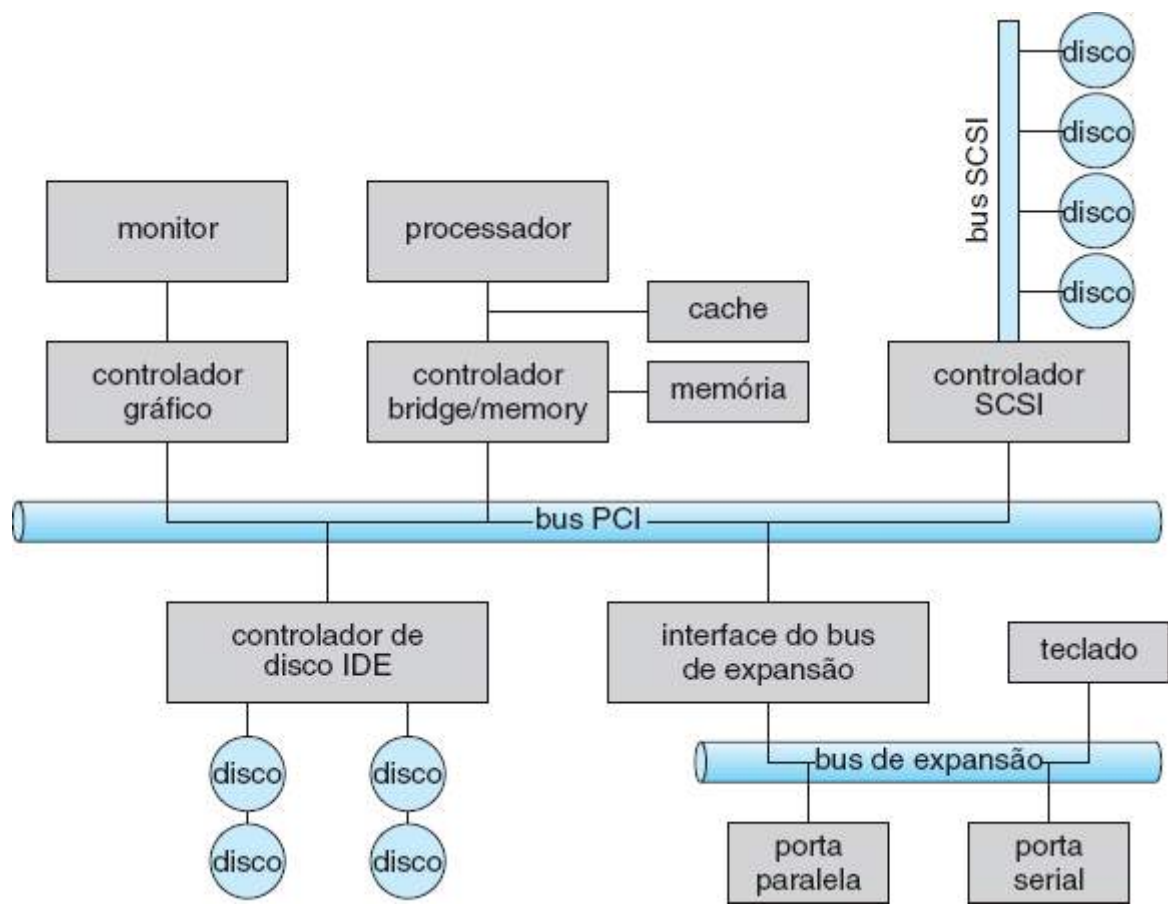 disco
disco
disco
disco
bus SCSI
monitor
processador
cache
controlador
gráfico
controlador
bridge/memory
memória
controlador
SCSI
bus PCI
controlador de
disco IDE
interface do bus
de expansão
teclado
disco
disco
disco
disco
bus de expansão
porta
paralela
porta
serial